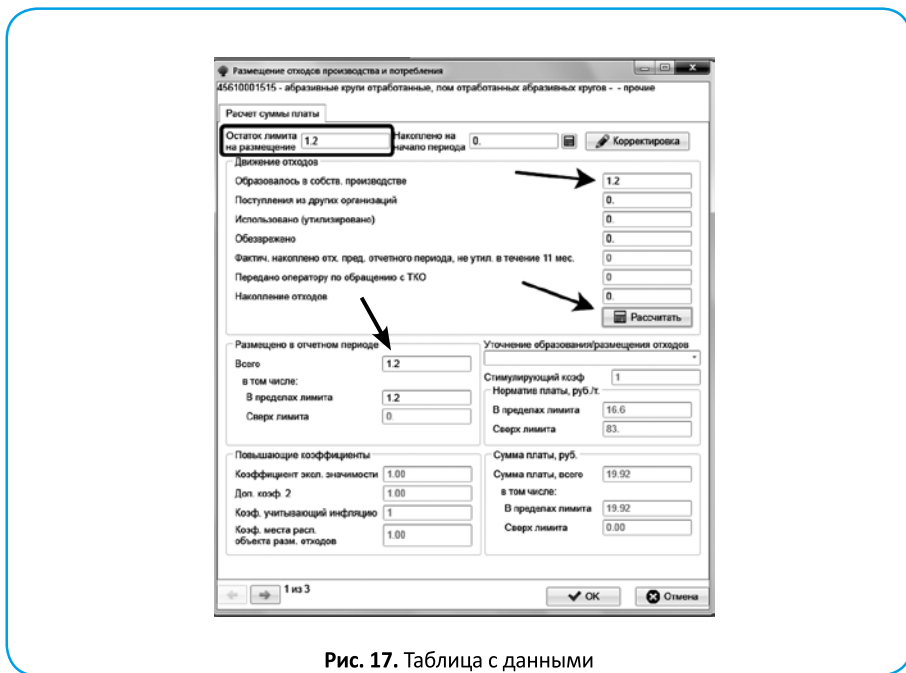 Размещение отходов производства и потребления
45610001515 - абразивные круги отработанные, лом отработанных абразивных кругов - - прочие
Расчет суммы платы
Остаток лимита на размещение 1.2 Накоплено на начало периода 0. Корректировка
Движение отходов
Образовалось в собств. производстве 1.2
Поступления из других организаций 0.
Использовано (утилизировано) 0.
Обезврежено 0.
Фактич. накоплено отх. пред. отчетного периода, не утил. в течение 11 мес. 0
Передано оператору по обращению с ТКО 0
Накопление отходов 0.
Рассчитать
Размещено в отчетном периоде
Всего 1.2
в том числе:
В пределах лимита 1.2
Сверх лимита 0
Уточнение образования/размещения отходов
Стимулирующий коэф 1
Норматив платы, руб./т.
В пределах лимита 16.6
Сверх лимита 83.
Повышающие коэффициенты
Коэффициент экол. значимости 1.00
Доп. коэф. 2 1.00
Коэф. учитывающий инфляцию 1
Коэф. места расп. объекта разм. отходов 1.00
Сумма платы, руб.
Сумма платы, всего 19.92
в том числе:
В пределах лимита 19.92
Сверх лимита 0.00
1 из 3
ОК
Отмена
Рис. 17. Таблица с данными